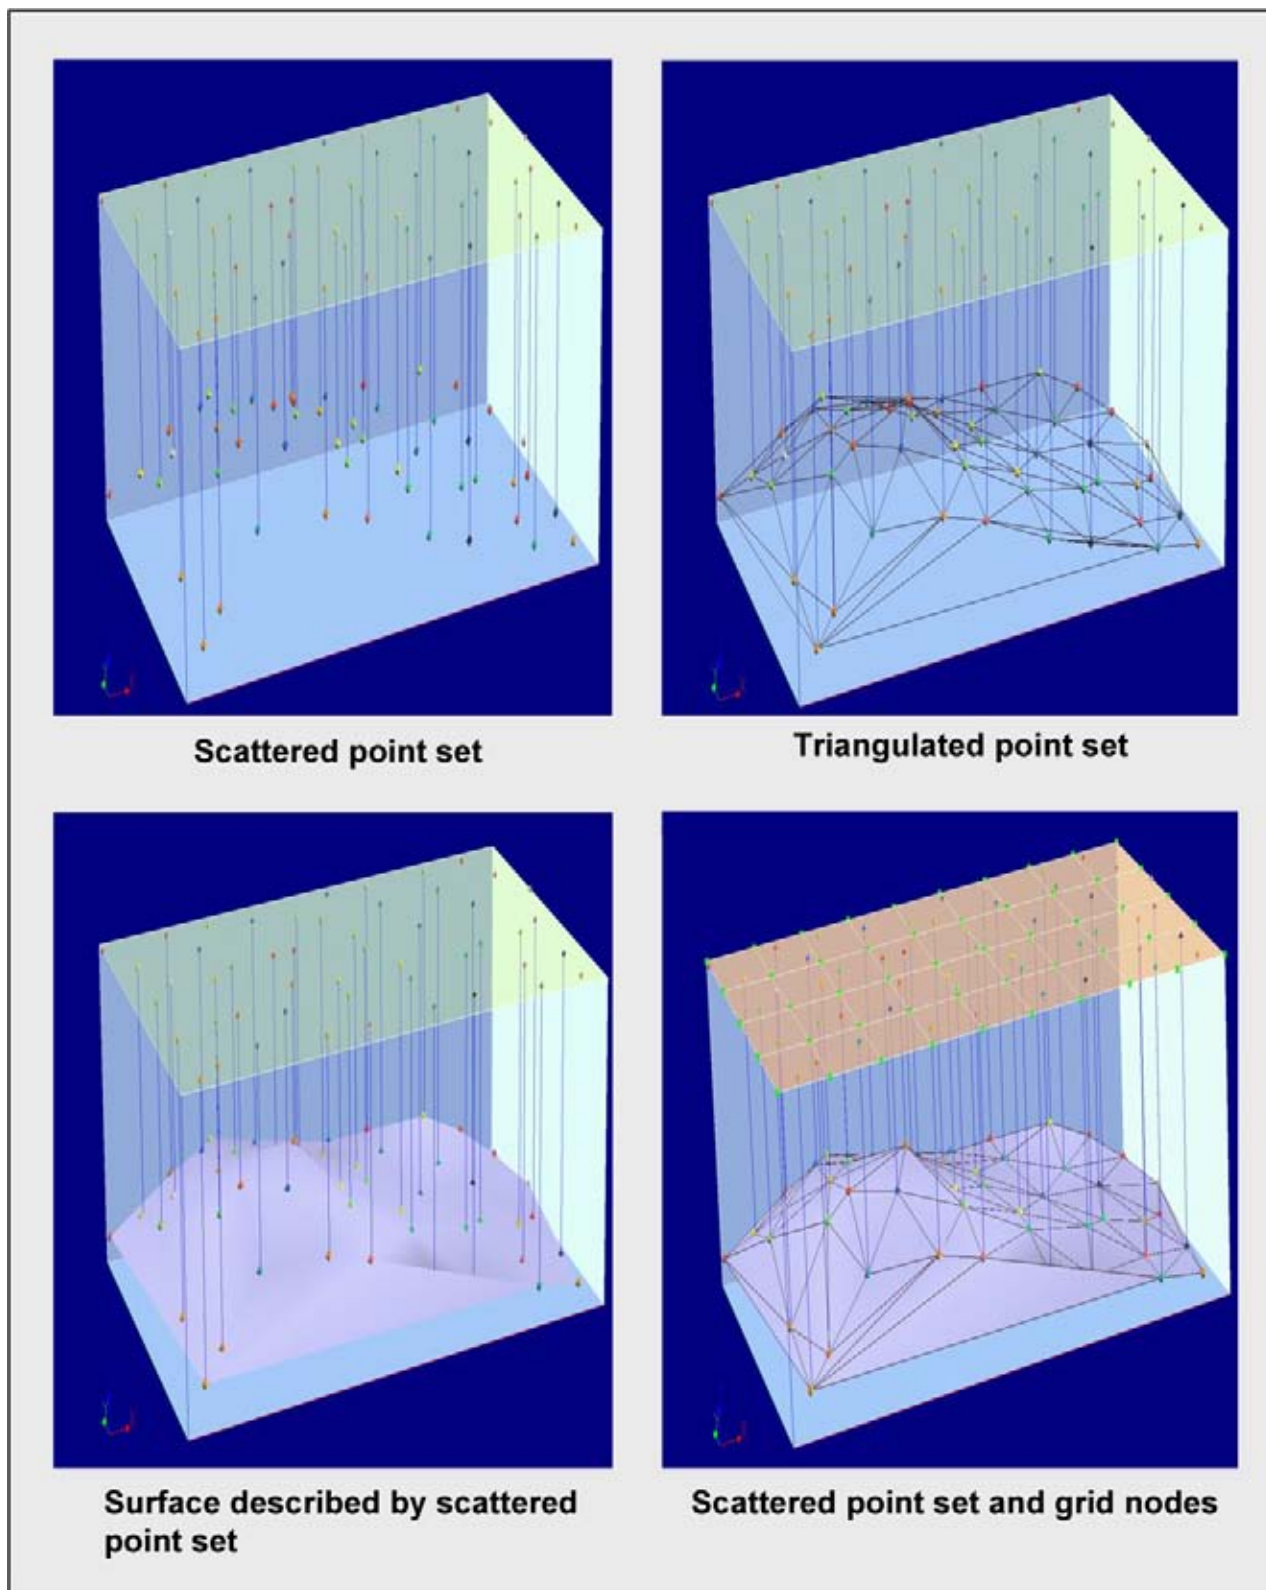 Scattered point set
Triangulated point set
Surface described by scattered
point set
Scattered point set and grid nodes